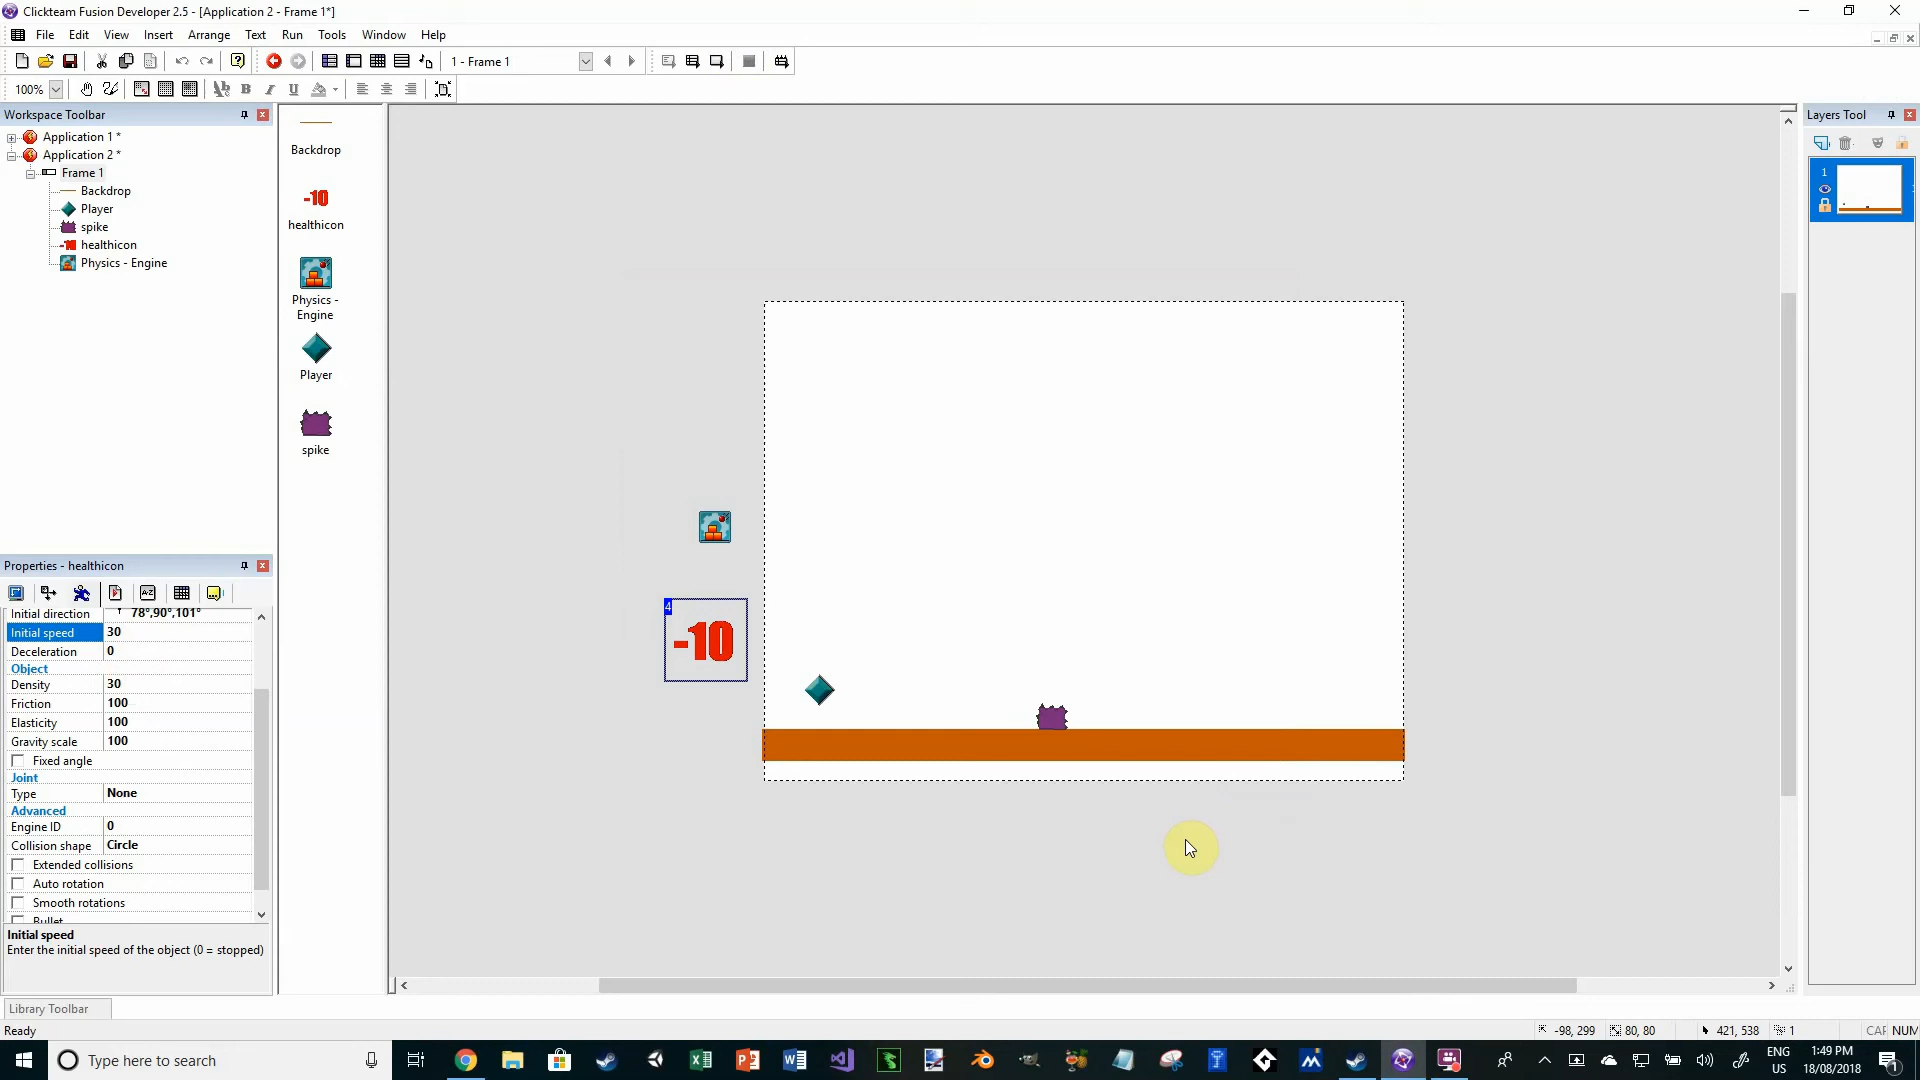 Clickteam Fusion Developer 2.5 - [Application 2 - Frame 1*]
File Edit View Insert Arrange Text Run Tools Window Help
1 - Frame 1
100%
Workspace Toolbar
Application 1 *
Application 2 *
Frame 1
Backdrop
Player
spike
healthicon
Physics - Engine
Backdrop
-10
healthicon
Physics -
Engine
Player
spike
4
-10
Layers Tool
1
Properties - healthicon
Initial direction 78°,90°,101°
Initial speed 30
Deceleration 0
Object
Density 30
Friction 100
Elasticity 100
Gravity scale 100
Fixed angle
Joint
Type None
Advanced
Engine ID 0
Collision shape Circle
Extended collisions
Auto rotation
Smooth rotations
Bullet
Initial speed
Enter the initial speed of the object (0 = stopped)
Library Toolbar
Ready
-98, 299 80, 80 421, 538 1 CAP NUM
Type here to search
ENG
US
1:49 PM
18/08/2018